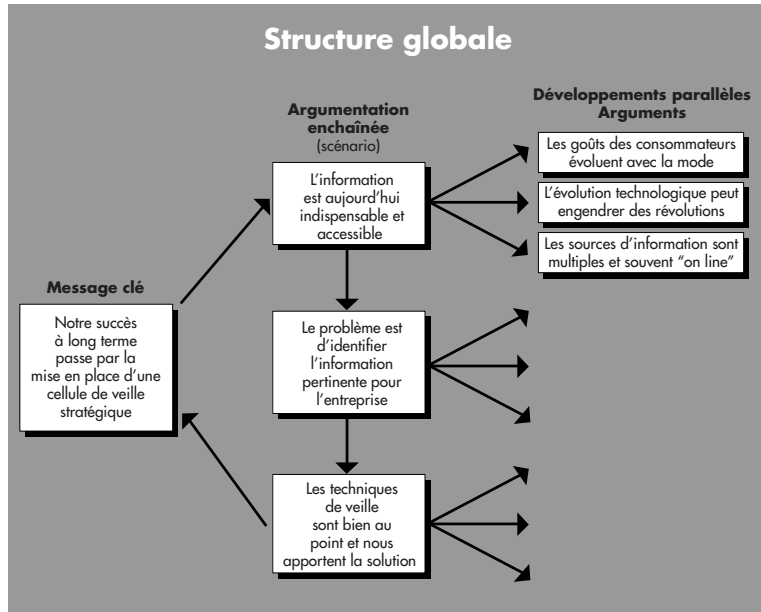 Structure globale
Argumentation
enchaînée
(scénario)
Développements parallèles
Arguments
L'information
est aujourd'hui
indispensable et
accessible
Les goûts des consommateurs
évoluent avec la mode
L'évolution technologique peut
engendrer des révolutions
Les sources d'information sont
multiples et souvent "on line"
Message clé
Notre succès
à long terme
passe par la
mise en place d'une
cellule de veille
stratégique
Le problème est
d'identifier
l'information
pertinente pour
l'entreprise
Les techniques
de veille
sont bien au
point et nous
apportent la solution